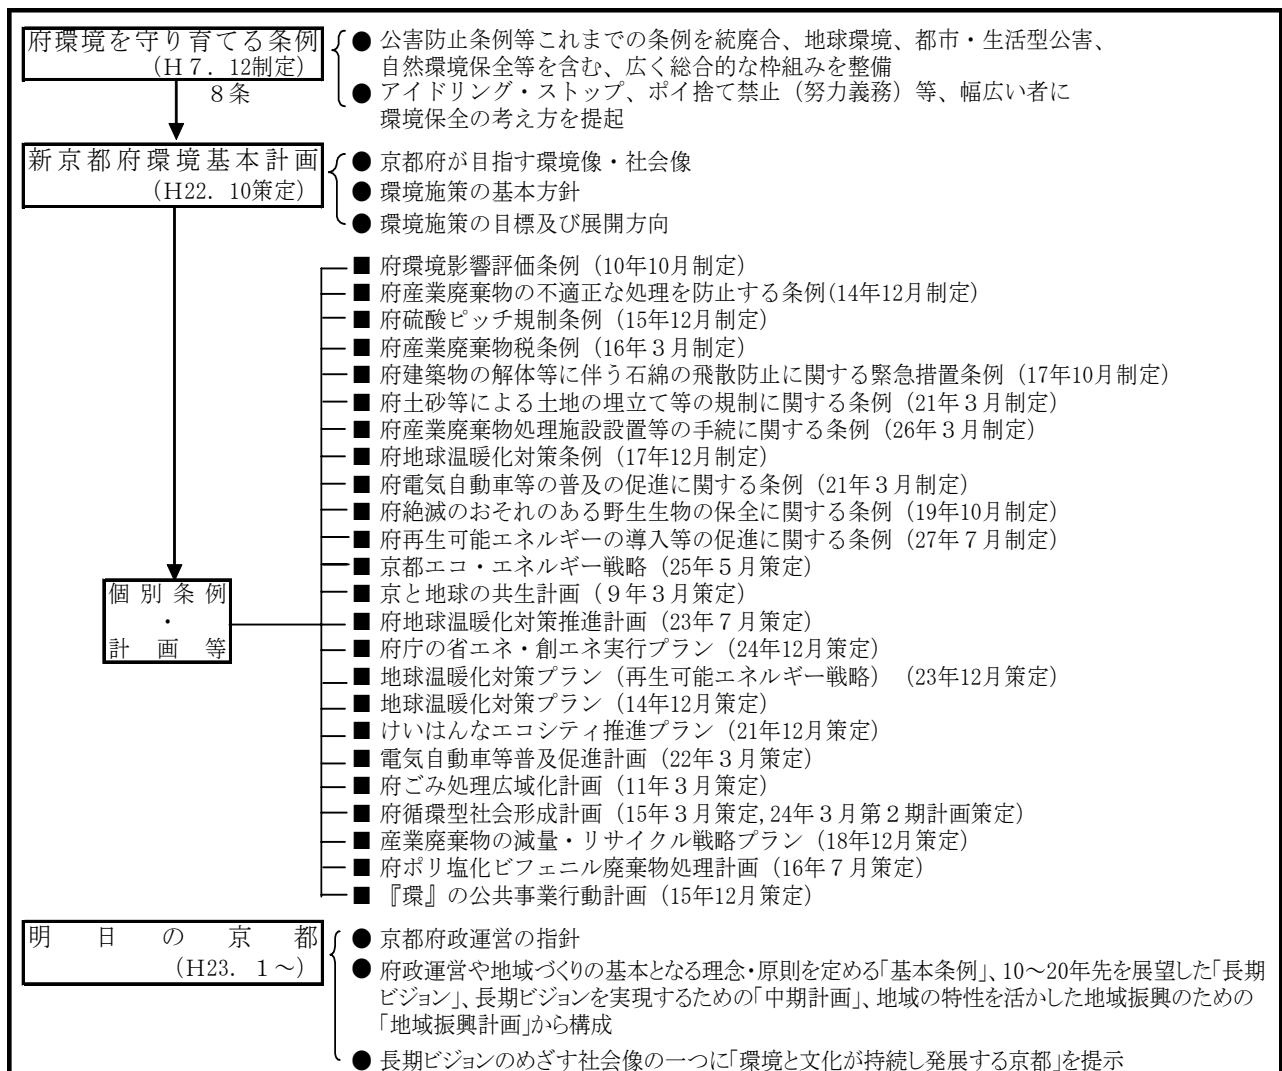 府環境を守り育てる条例
(H7．12制定)
8条
● 公害防止条例等これまでの条例を統廃合、地球環境、都市・生活型公害、
自然環境保全等を含む、広く総合的な枠組みを整備
● アイドリング・ストップ、ポイ捨て禁止（努力義務）等、幅広い者に
環境保全の考え方を提起
新京都府環境基本計画
(H22．10策定)
● 京都府が目指す環境像・社会像
● 環境施策の基本方針
● 環境施策の目標及び展開方向
個別条例
・
計画等
■ 府環境影響評価条例（10年10月制定）
■ 府産業廃棄物の不適正な処理を防止する条例(14年12月制定)
■ 府硫酸ピッチ規制条例（15年12月制定）
■ 府産業廃棄物税条例（16年３月制定）
■ 府建築物の解体等に伴う石綿の飛散防止に関する緊急措置条例（17年10月制定）
■ 府土砂等による土地の埋立て等の規制に関する条例（21年３月制定）
■ 府産業廃棄物処理施設設置等の手続に関する条例（26年３月制定）
■ 府地球温暖化対策条例（17年12月制定）
■ 府電気自動車等の普及の促進に関する条例（21年３月制定）
■ 府絶滅のおそれのある野生生物の保全に関する条例（19年10月制定）
■ 府再生可能エネルギーの導入等の促進に関する条例（27年７月制定）
■ 京都エコ・エネルギー戦略（25年５月策定）
■ 京と地球の共生計画（９年３月策定）
■ 府地球温暖化対策推進計画（23年７月策定）
■ 府庁の省エネ・創エネ実行プラン（24年12月策定）
■ 地球温暖化対策プラン（再生可能エネルギー戦略）（23年12月策定）
■ 地球温暖化対策プラン（14年12月策定）
■ けいはんなエコシティ推進プラン（21年12月策定）
■ 電気自動車等普及促進計画（22年３月策定）
■ 府ごみ処理広域化計画（11年３月策定）
■ 府循環型社会形成計画（15年３月策定,24年３月第２期計画策定）
■ 産業廃棄物の減量・リサイクル戦略プラン（18年12月策定）
■ 府ポリ塩化ビフェニル廃棄物処理計画（16年７月策定）
■ 『環』の公共事業行動計画（15年12月策定）
明日の京都
(H23．1～)
● 京都府政運営の指針
● 府政運営や地域づくりの基本となる理念・原則を定める「基本条例」、10～20年先を展望した「長期
ビジョン」、長期ビジョンを実現するための「中期計画」、地域の特性を活かした地域振興のための
「地域振興計画」から構成
● 長期ビジョンのめざす社会像の一つに「環境と文化が持続し発展する京都」を提示